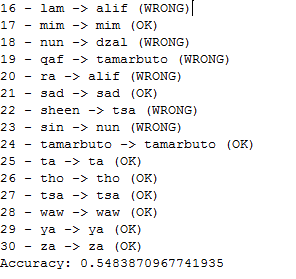 16 - lam -> alif (WRONG)
17 - mim -> mim (OK)
18 - nun -> dzal (WRONG)
19 - qaf -> tamarbuto (WRONG)
20 - ra -> alif (WRONG)
21 - sad -> sad (OK)
22 - sheen -> tsa (WRONG)
23 - sin -> nun (WRONG)
24 - tamarbuto -> tamarbuto (OK)
25 - ta -> ta (OK)
26 - tho -> tho (OK)
27 - tsa -> tsa (OK)
28 - waw -> waw (OK)
29 - ya -> ya (OK)
30 - za -> za (OK)
Accuracy: 0.5483870967741935